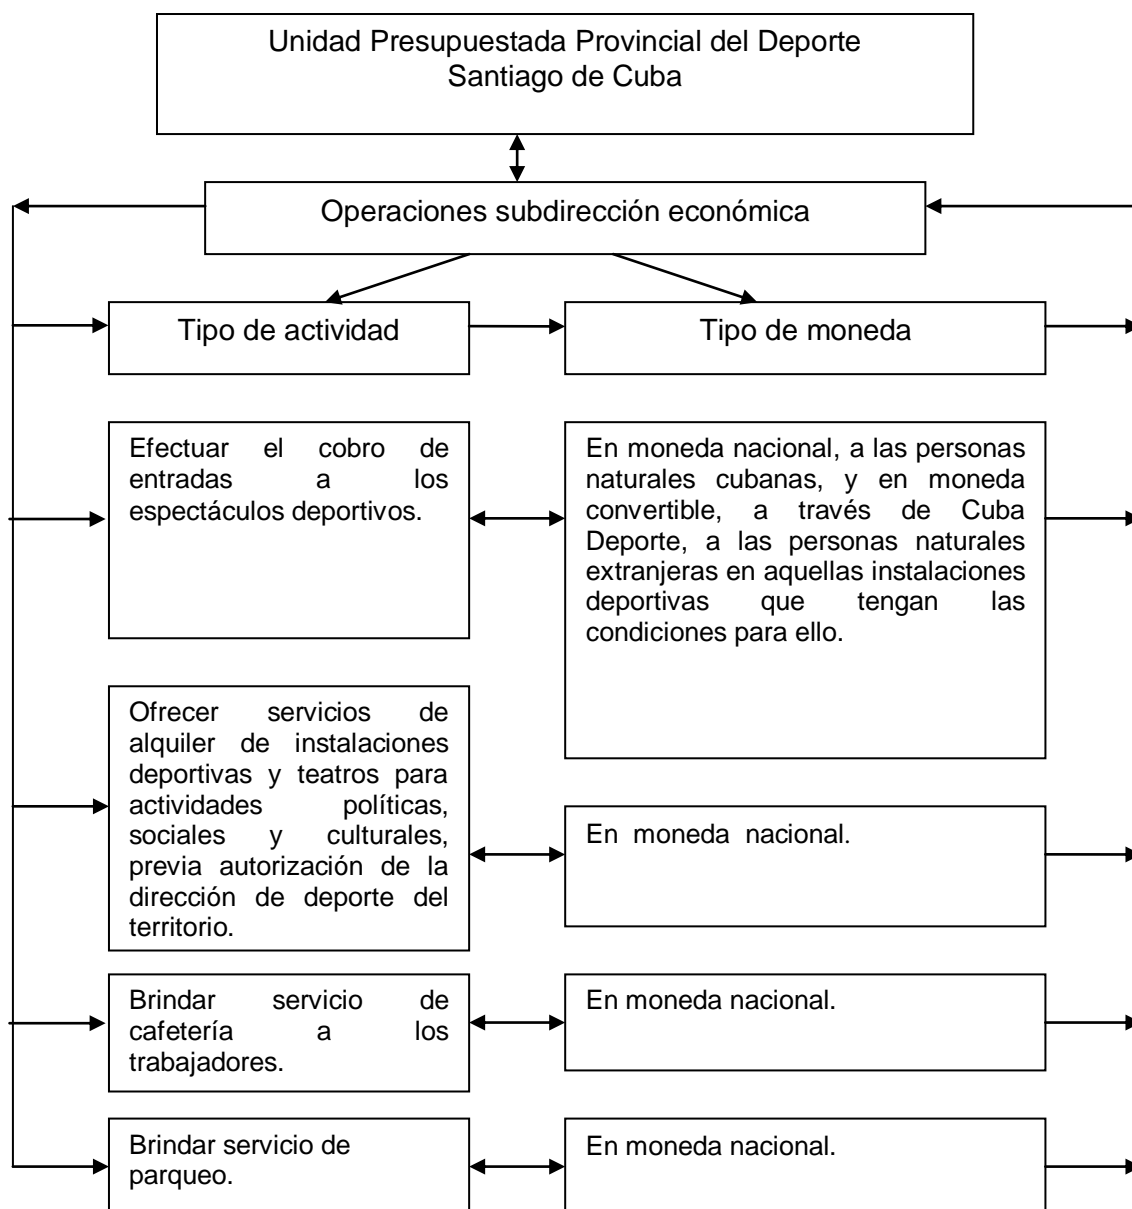 Unidad Presupuestada Provincial del Deporte
Santiago de Cuba
Operaciones subdirección económica
Tipo de actividad
Tipo de moneda
Efectuar el cobro de
entradas a los
espectáculos deportivos.
En moneda nacional, a las personas
naturales cubanas, y en moneda
convertible, a través de Cuba
Deporte, a las personas naturales
extranjeras en aquellas instalaciones
deportivas que tengan las
condiciones para ello.
Ofrecer servicios de
alquiler de instalaciones
deportivas y teatros para
actividades políticas,
sociales y culturales,
previa autorización de la
dirección de deporte del
territorio.
En moneda nacional.
Brindar servicio de
cafetería a los
trabajadores.
En moneda nacional.
Brindar servicio de
parqueo.
En moneda nacional.